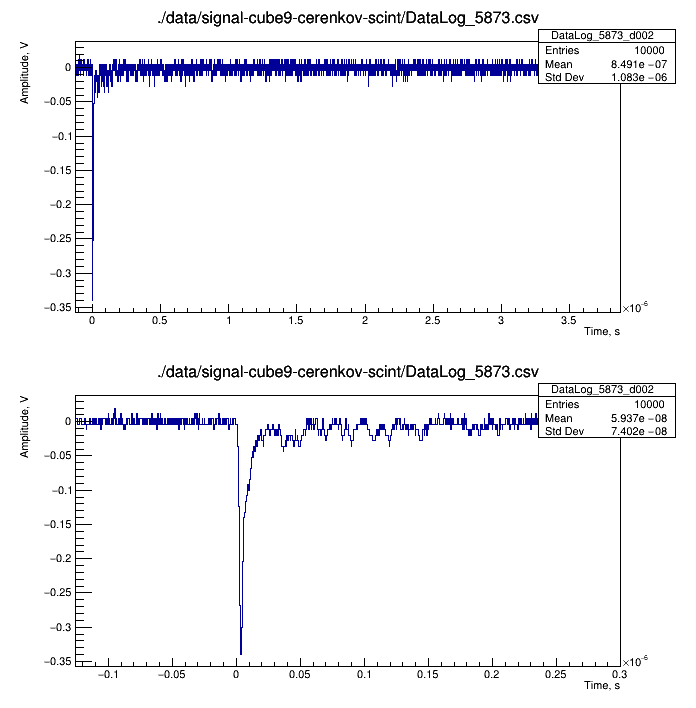 ./data/signal-cube9-cerenkov-scint/DataLog_5873.csv
DataLog_5873_d002
Entries 10000
Mean 8.491e −07
Std Dev 1.083e −06
Amplitude, V
0
−0.05
−0.1
−0.15
−0.2
−0.25
−0.3
−0.35
0 0.5 1 1.5 2 2.5 3 3.5
×10⁻⁶
Time, s
./data/signal-cube9-cerenkov-scint/DataLog_5873.csv
DataLog_5873_d002
Entries 10000
Mean 5.937e −08
Std Dev 7.402e −08
Amplitude, V
0
−0.05
−0.1
−0.15
−0.2
−0.25
−0.3
−0.35
−0.1 −0.05 0 0.05 0.1 0.15 0.2 0.25 0.3
×10⁻⁶
Time, s